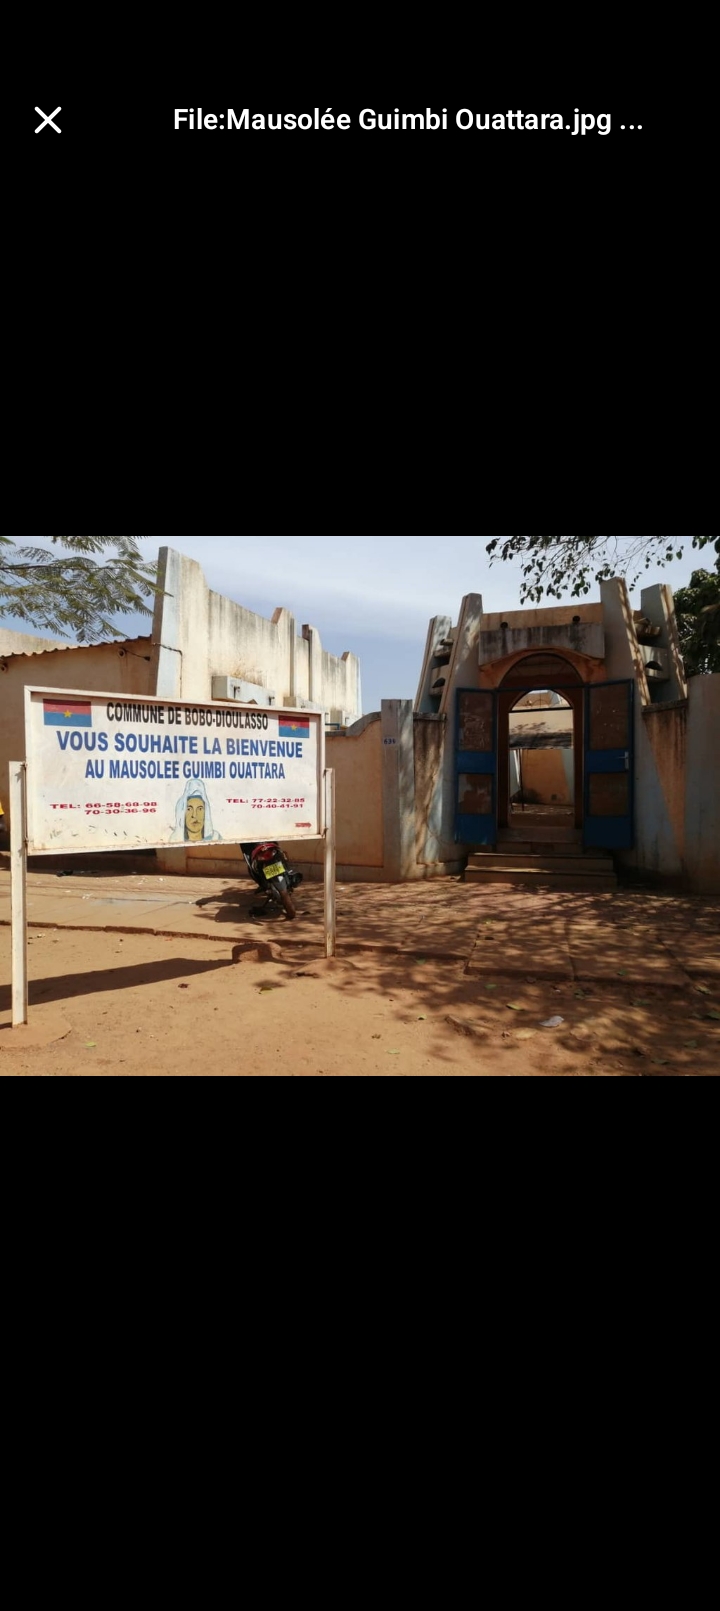 File:Mausolée Guimbi Ouattara.jpg ...
COMMUNE DE BOBO-DIOULASSO
VOUS SOUHAITE LA BIENVENUE
AU MAUSOLEE GUIMBI OUATTARA
TEL: 66-58-68-98
70-30-36-96
TEL: 77-22-32-85
70-40-41-91